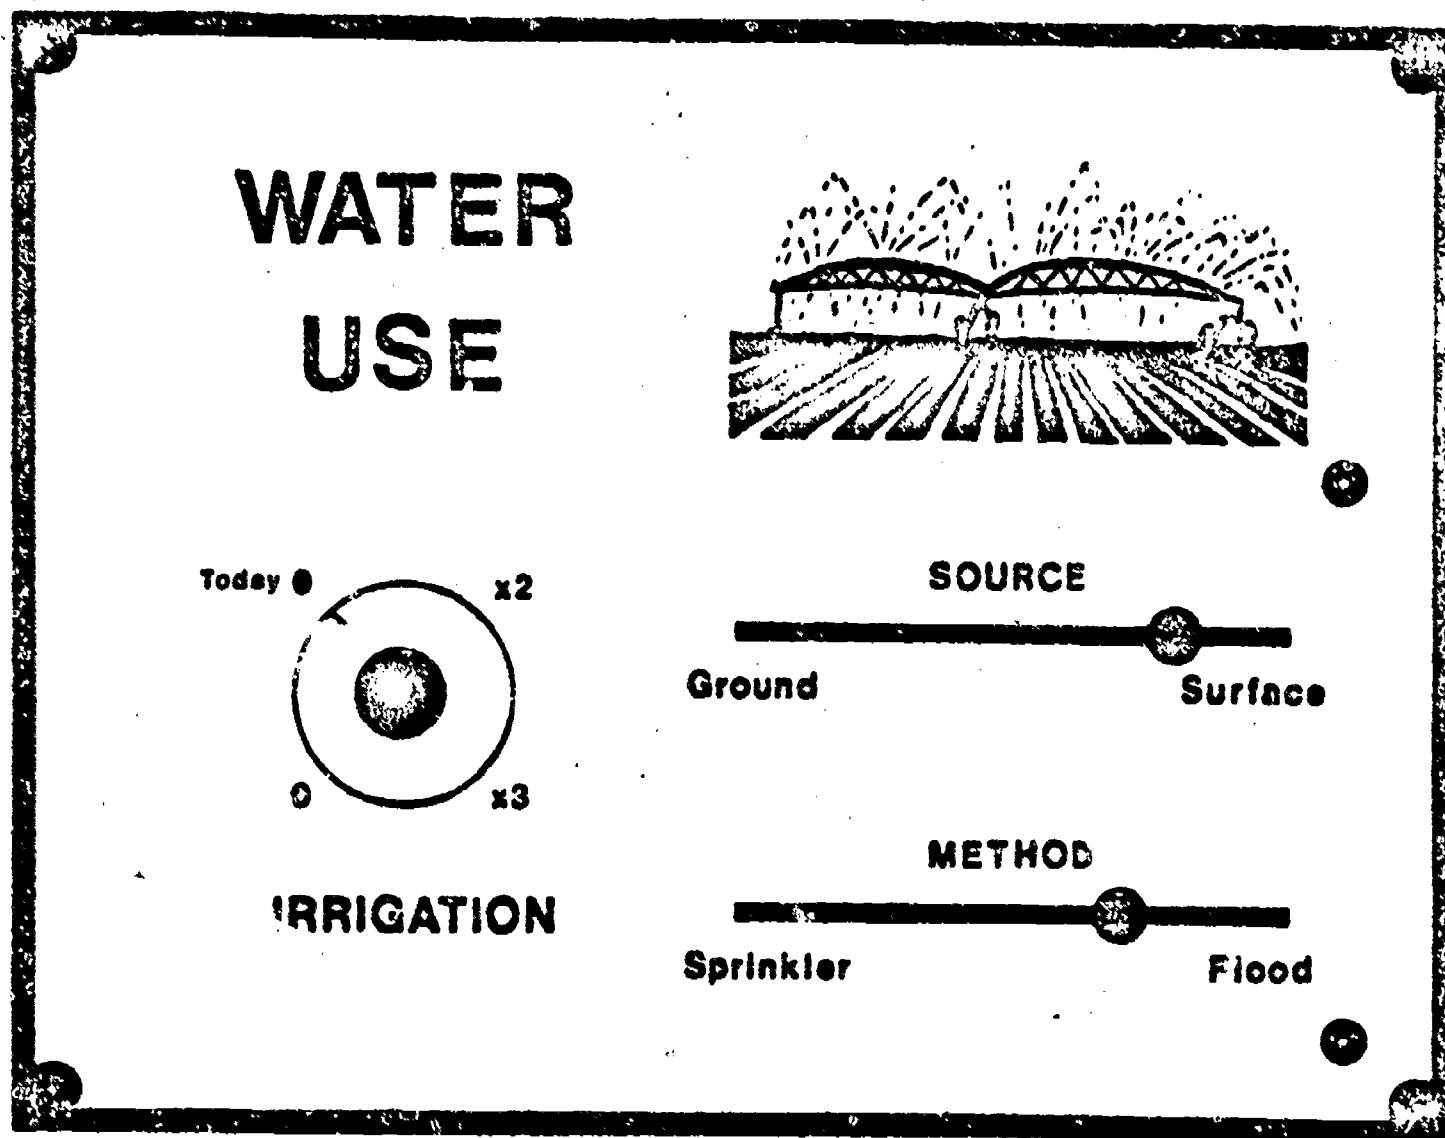 WATER
USE
Today
x2
0
x3
IRRIGATION
SOURCE
Ground
Surface
METHOD
Sprinkler
Flood